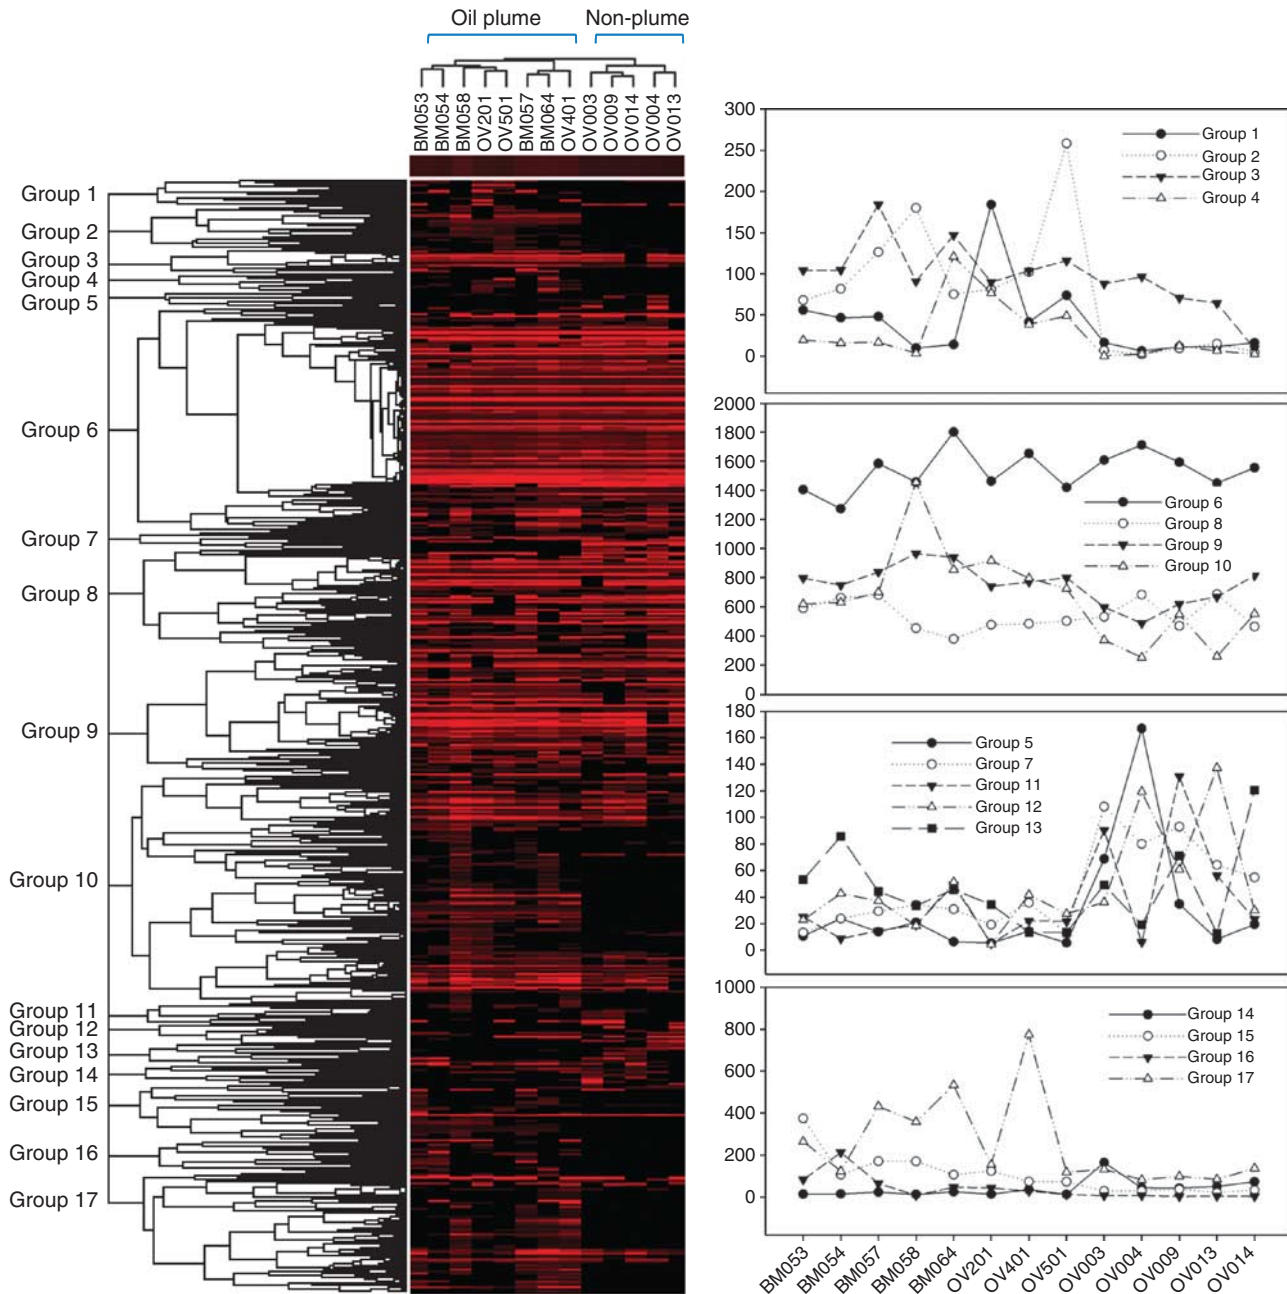 Oil plume
Non-plume
BM053
BM054
BM058
OV201
OV501
BM057
BM064
OV401
OV003
OV009
OV014
OV004
OV013
Group 1
Group 2
Group 3
Group 4
Group 5
Group 6
Group 7
Group 8
Group 9
Group 10
Group 11
Group 12
Group 13
Group 14
Group 15
Group 16
Group 17
300
250
200
150
100
50
0
Group 1
Group 2
Group 3
Group 4
2000
1800
1600
1400
1200
1000
800
600
400
200
0
Group 6
Group 8
Group 9
Group 10
180
160
140
120
100
80
60
40
20
0
Group 5
Group 7
Group 11
Group 12
Group 13
1000
800
600
400
200
0
Group 14
Group 15
Group 16
Group 17
BM053
BM054
BM057
BM058
BM064
OV201
OV401
OV501
OV003
OV004
OV009
OV013
OV014